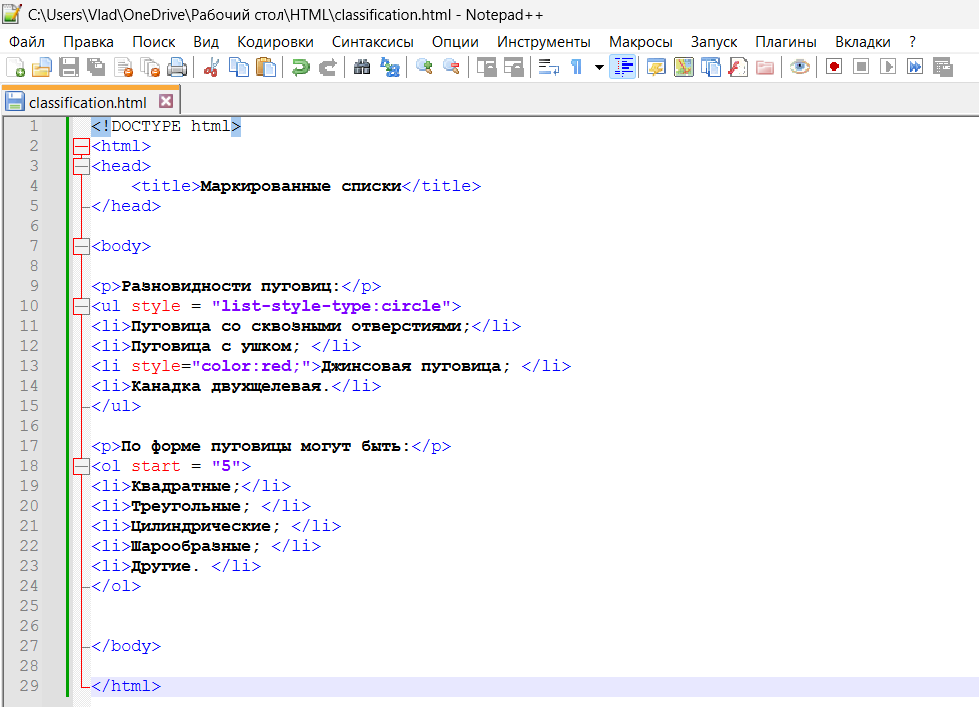 C:\Users\Vlad\OneDrive\Рабочий стол\HTML\classification.html - Notepad++
Файл Правка Поиск Вид Кодировки Синтаксисы Опции Инструменты Макросы Запуск Плагины Вкладки ?
classification.html
1 <!DOCTYPE html>
2 <html>
3 <head>
4 <title>Маркированные списки</title>
5 </head>
6
7 <body>
8
9 <p>Разновидности пуговиц:</p>
10 <ul style = "list-style-type:circle">
11 <li>Пуговица со сквозными отверстиями;</li>
12 <li>Пуговица с ушком; </li>
13 <li style="color:red;">Джинсовая пуговица; </li>
14 <li>Канадка двухщелевая.</li>
15 </ul>
16
17 <p>По форме пуговицы могут быть:</p>
18 <ol start = "5">
19 <li>Квадратные;</li>
20 <li>Треугольные; </li>
21 <li>Цилиндрические; </li>
22 <li>Шарообразные; </li>
23 <li>Другие. </li>
24 </ol>
25
26
27 </body>
28
29 </html>